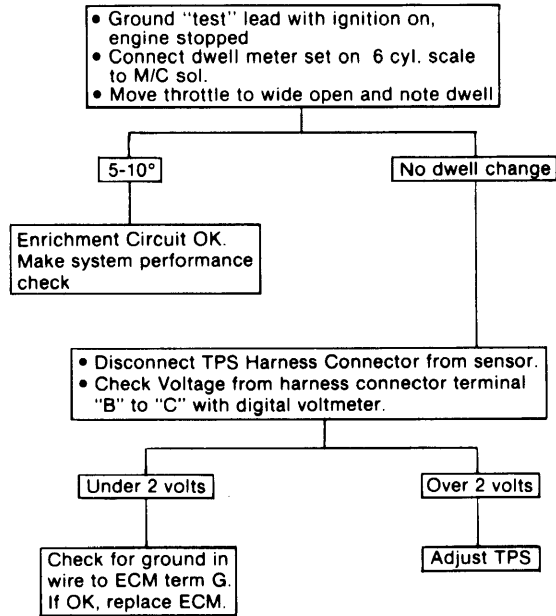 • Ground "test" lead with ignition on,
engine stopped
• Connect dwell meter set on 6 cyl. scale
to M/C sol.
• Move throttle to wide open and note dwell
5-10°
No dwell change
Enrichment Circuit OK.
Make system performance
check
• Disconnect TPS Harness Connector from sensor.
• Check Voltage from harness connector terminal
"B" to "C" with digital voltmeter.
Under 2 volts
Over 2 volts
Check for ground in
wire to ECM term G.
If OK, replace ECM.
Adjust TPS